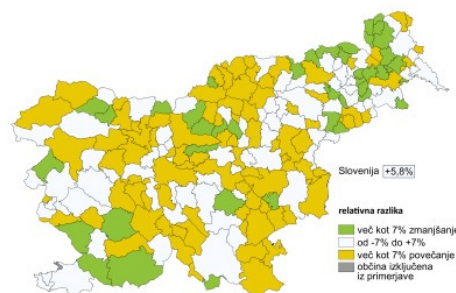 Slovenija +5,8%
relativna razlika
več kot 7% zmanjšanje
od -7% do +7%
več kot 7% povečanje
občina izključena
iz primerjave